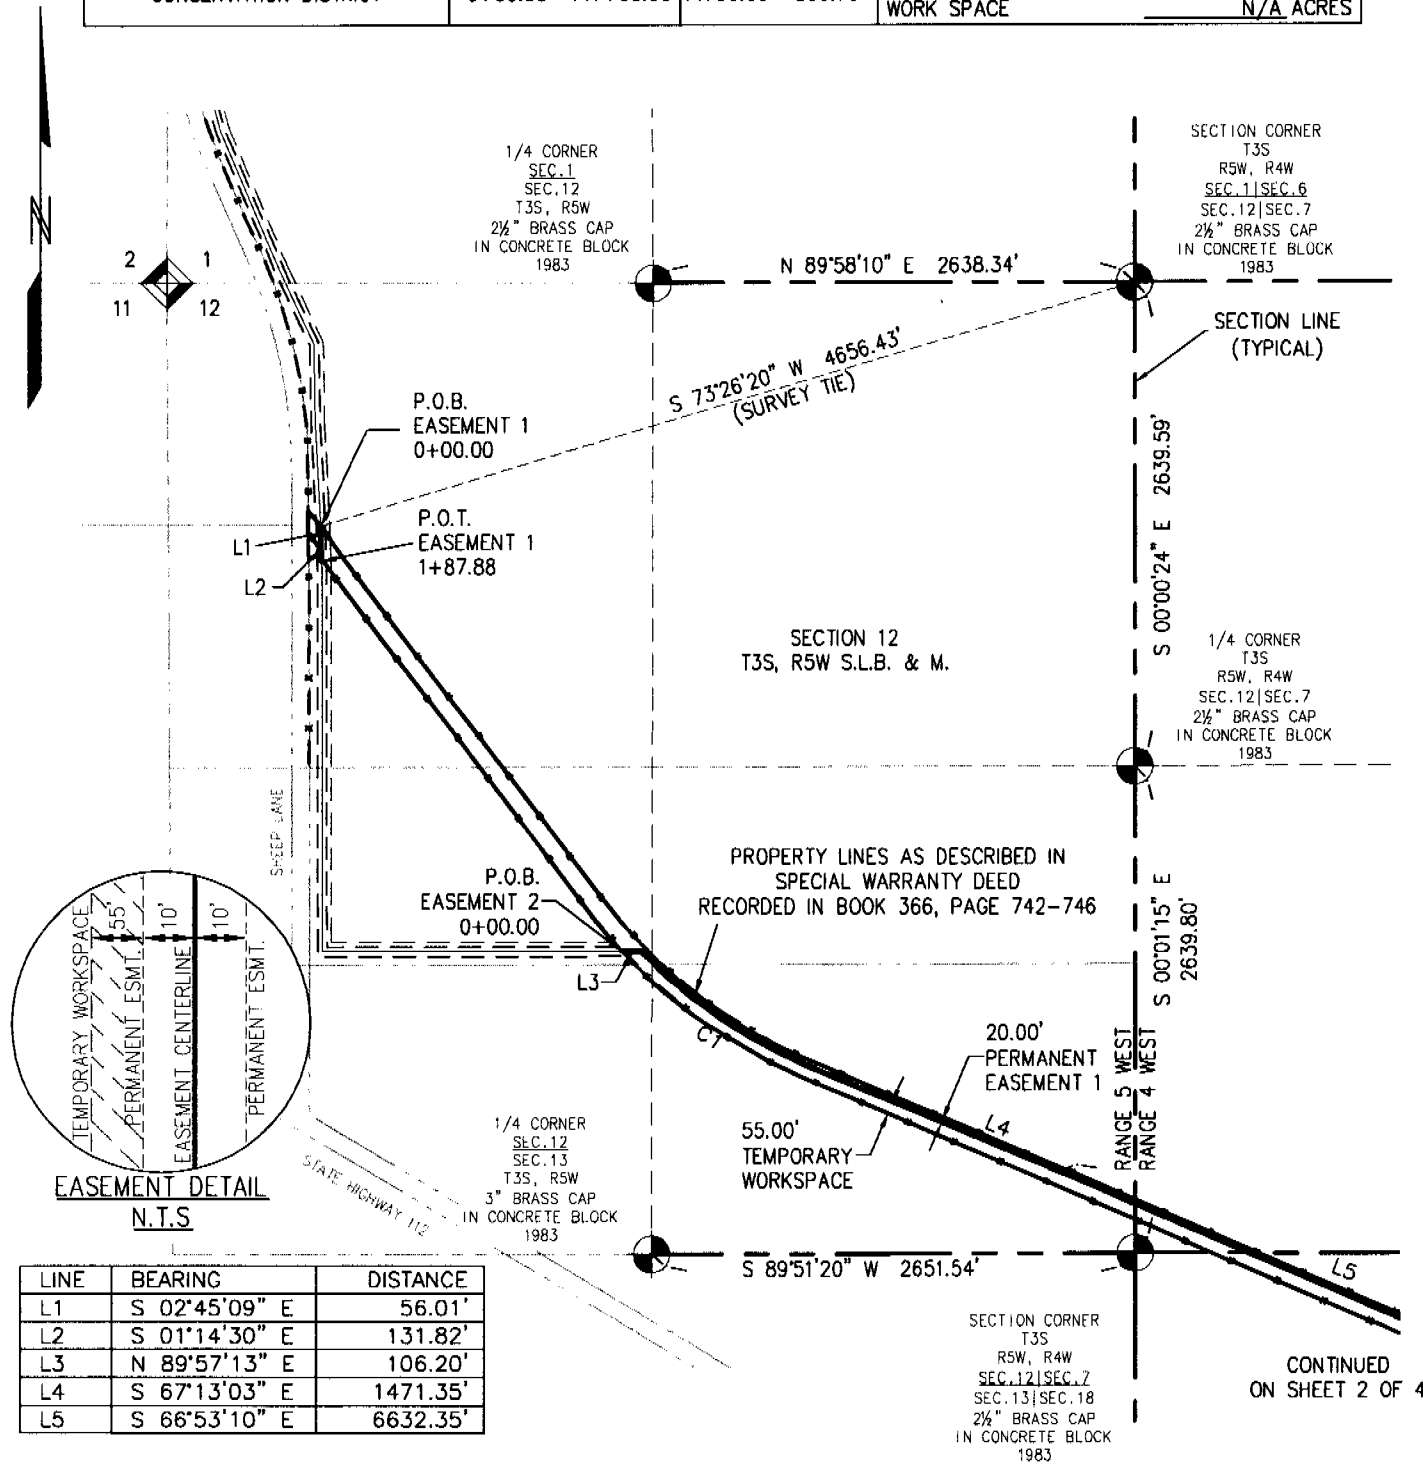 WORK SPACE N/A ACRES
N
1/4 CORNER
SEC.1
SEC.12
T3S, R5W
2½" BRASS CAP
IN CONCRETE BLOCK
1983
SECTION CORNER
T3S
R5W, R4W
SEC.1|SEC.6
SEC.12|SEC.7
2½" BRASS CAP
IN CONCRETE BLOCK
1983
2 1
11 12
N 89°58'10" E 2638.34'
SECTION LINE
(TYPICAL)
S 73°26'20" W 4656.43'
(SURVEY TIE)
P.O.B.
EASEMENT 1
0+00.00
S 00°00'24" E 2639.59'
P.O.T.
EASEMENT 1
1+87.88
L1
L2
SECTION 12
T3S, R5W S.L.B. & M.
1/4 CORNER
T3S
R5W, R4W
SEC.12|SEC.7
2½" BRASS CAP
IN CONCRETE BLOCK
1983
SHEEP LANE
PROPERTY LINES AS DESCRIBED IN
SPECIAL WARRANTY DEED
RECORDED IN BOOK 366, PAGE 742-746
P.O.B.
EASEMENT 2
0+00.00
L3
S 00°01'15" E
2639.80'
55'
10'
10'
TEMPORARY WORKSPACE
PERMANENT ESMT.
EASEMENT CENTERLINE
PERMANENT ESMT.
C1
20.00'
PERMANENT
EASEMENT 1
RANGE 5 WEST
RANGE 4 WEST
L4
55.00'
TEMPORARY
WORKSPACE
1/4 CORNER
SEC.12
SEC.13
T3S, R5W
3" BRASS CAP
IN CONCRETE BLOCK
1983
STATE HIGHWAY 112
EASEMENT DETAIL
N.T.S
S 89°51'20" W 2651.54'
L5
LINE BEARING DISTANCE
L1 S 02°45'09" E 56.01'
L2 S 01°14'30" E 131.82'
L3 N 89°57'13" E 106.20'
L4 S 67°13'03" E 1471.35'
L5 S 66°53'10" E 6632.35'
SECTION CORNER
T3S
R5W, R4W
SEC.12|SEC.7
SEC.13|SEC.18
2½" BRASS CAP
IN CONCRETE BLOCK
1983
CONTINUED
ON SHEET 2 OF 4